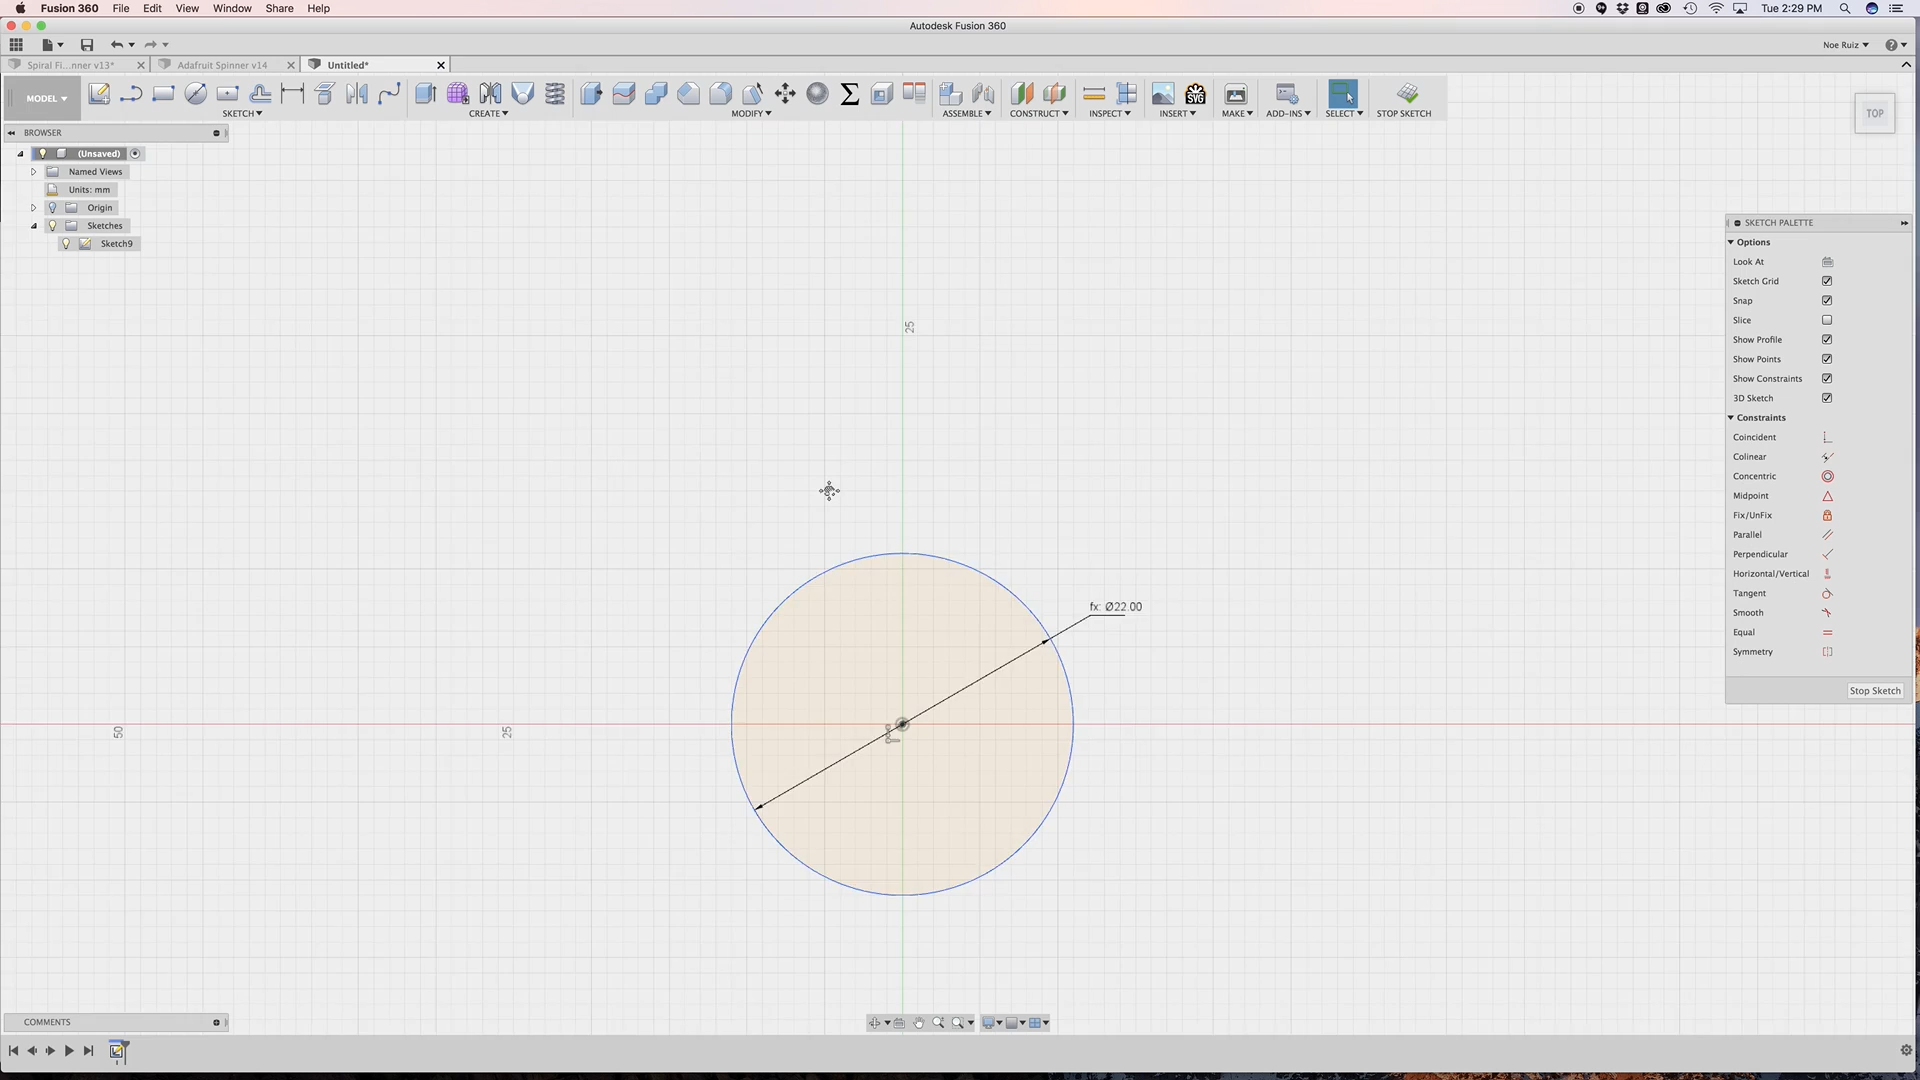 Fusion 360 File Edit View Window Share Help
Tue 2:29 PM
Autodesk Fusion 360
Noe Ruiz
Spiral Fi...nner v13*
Adafruit Spinner v14
Untitled*
MODEL
SKETCH
CREATE
MODIFY
ASSEMBLE
CONSTRUCT
INSPECT
INSERT
SVG
MAKE
ADD-INS
SELECT
STOP SKETCH
TOP
BROWSER
(Unsaved)
Named Views
Units: mm
Origin
Sketches
Sketch9
SKETCH PALETTE
Options
Look At
Sketch Grid
Snap
Slice
Show Profile
Show Points
Show Constraints
3D Sketch
Constraints
Coincident
Colinear
Concentric
Midpoint
Fix/UnFix
Parallel
Perpendicular
Horizontal/Vertical
Tangent
Smooth
Equal
Symmetry
Stop Sketch
25
fx: Ø22.00
50
25
COMMENTS